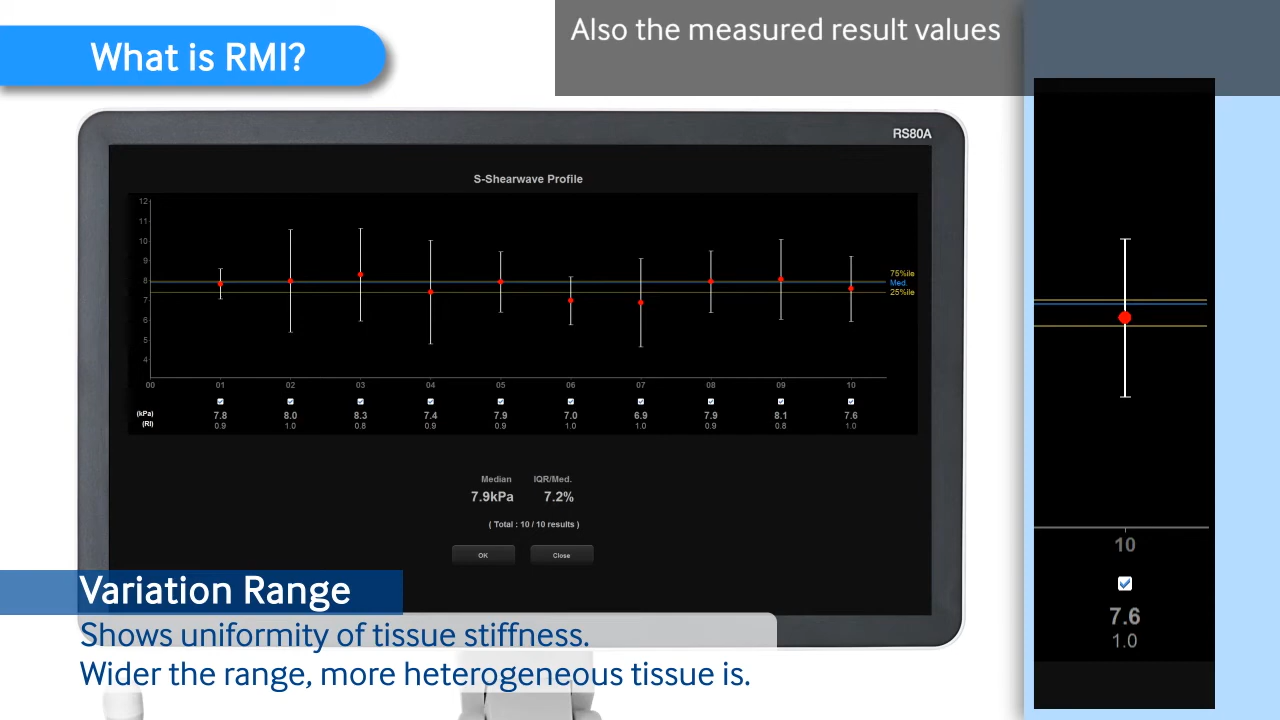 What is RMI?
Also the measured result values
RS80A
S-Shearwave Profile
12
11
10
9
8
7
6
5
4
75%ile
Med.
25%ile
00 01 02 03 04 05 06 07 08 09 10
(kPa) 7.8 8.0 8.3 7.4 7.9 7.0 6.9 7.9 8.1 7.6
(RI) 0.9 1.0 0.8 0.9 0.9 1.0 1.0 0.9 0.8 1.0
Median IQR/Med.
7.9kPa 7.2%
( Total : 10 / 10 results )
OK Close
10
7.6
1.0
Variation Range
Shows uniformity of tissue stiffness.
Wider the range, more heterogeneous tissue is.